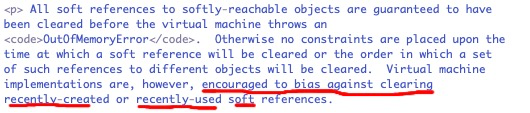 <p> All soft references to softly-reachable objects are guaranteed to have
been cleared before the virtual machine throws an
<code>OutOfMemoryError</code>.  Otherwise no constraints are placed upon the
time at which a soft reference will be cleared or the order in which a set
of such references to different objects will be cleared.  Virtual machine
implementations are, however, encouraged to bias against clearing
recently-created or recently-used soft references.